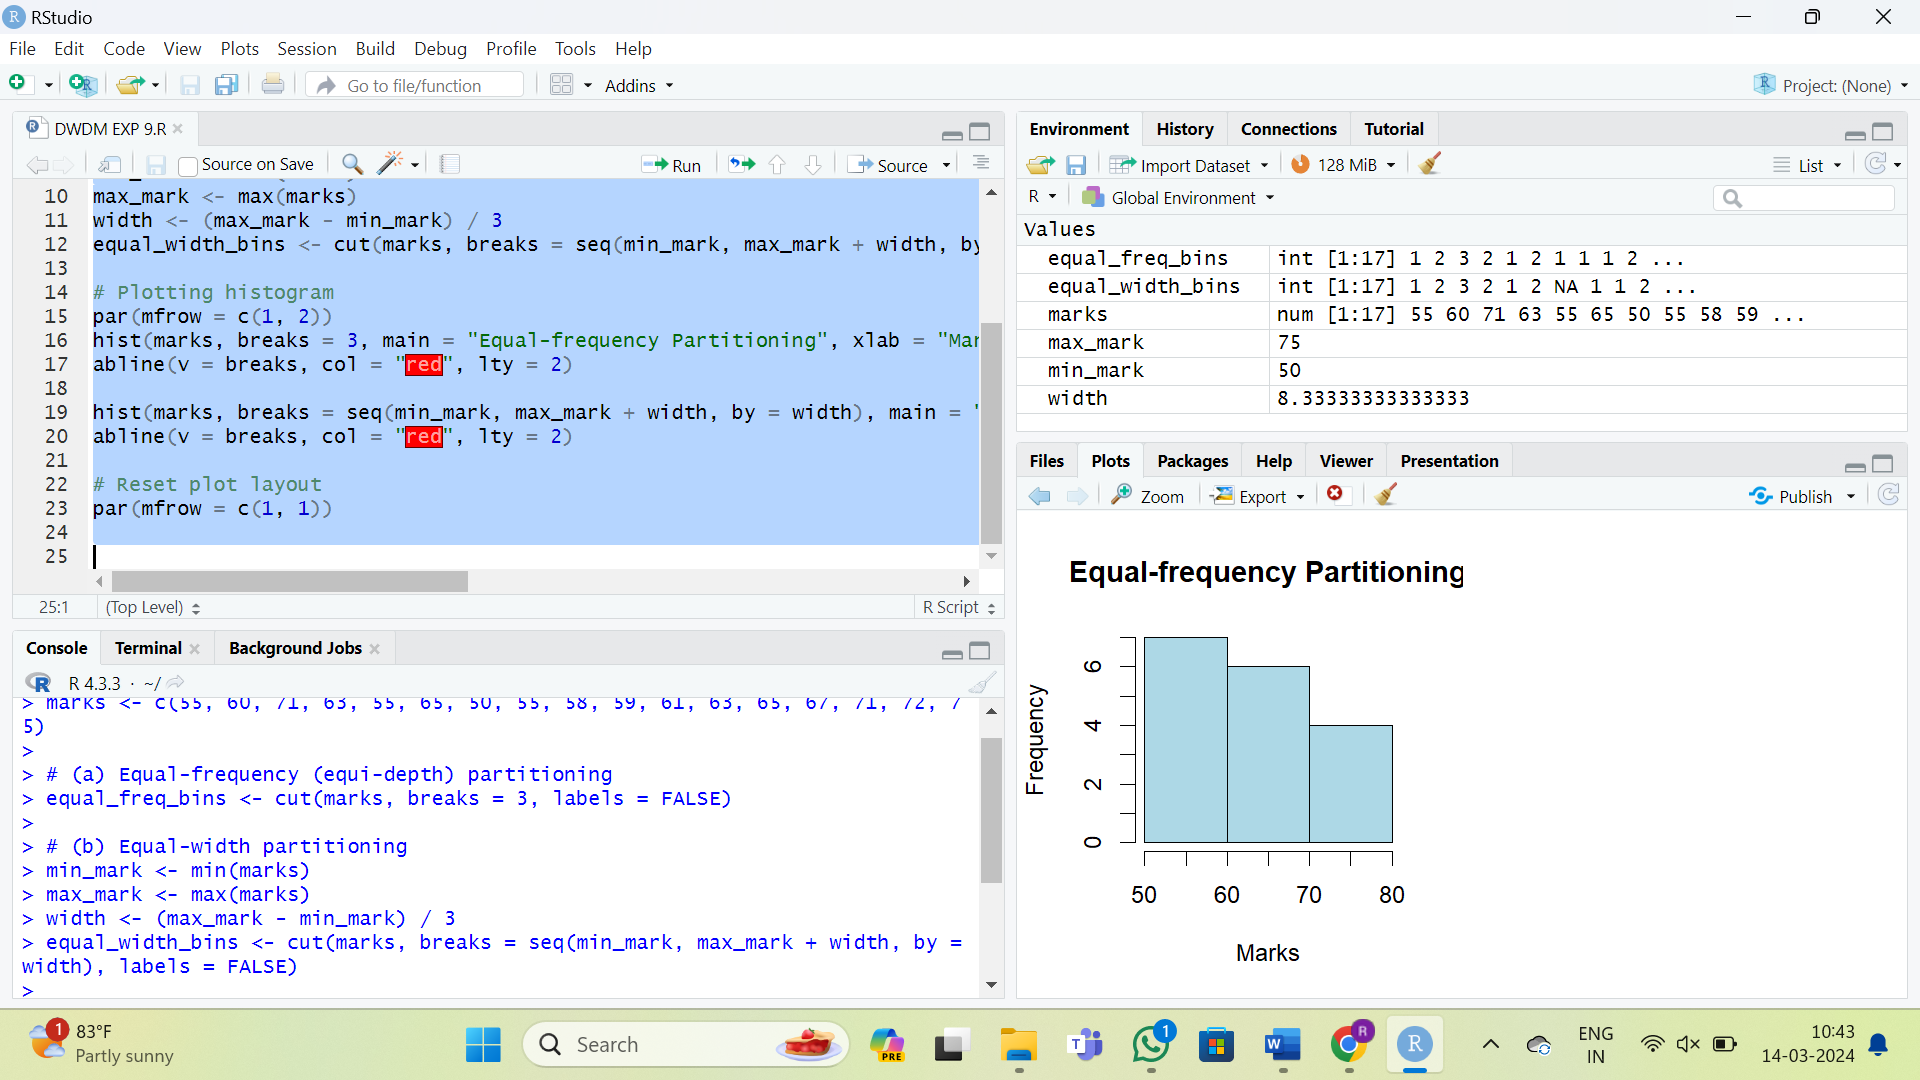 RStudio
File Edit Code View Plots Session Build Debug Profile Tools Help
Go to file/function Addins Project: (None)
DWDM EXP 9.R
Source on Save Run Source
10 max_mark <- max(marks)
11 width <- (max_mark - min_mark) / 3
12 equal_width_bins <- cut(marks, breaks = seq(min_mark, max_mark + width, by
13
14 # Plotting histogram
15 par(mfrow = c(1, 2))
16 hist(marks, breaks = 3, main = "Equal-frequency Partitioning", xlab = "Mar
17 abline(v = breaks, col = "red", lty = 2)
18
19 hist(marks, breaks = seq(min_mark, max_mark + width, by = width), main = "
20 abline(v = breaks, col = "red", lty = 2)
21
22 # Reset plot layout
23 par(mfrow = c(1, 1))
24
25
25:1 (Top Level) R Script
Console Terminal Background Jobs
R 4.3.3 · ~/
> marks <- c(55, 60, 71, 63, 55, 65, 50, 55, 58, 59, 61, 63, 65, 67, 71, 72, 7
5)
>
> # (a) Equal-frequency (equi-depth) partitioning
> equal_freq_bins <- cut(marks, breaks = 3, labels = FALSE)
>
> # (b) Equal-width partitioning
> min_mark <- min(marks)
> max_mark <- max(marks)
> width <- (max_mark - min_mark) / 3
> equal_width_bins <- cut(marks, breaks = seq(min_mark, max_mark + width, by =
width), labels = FALSE)
>
Environment History Connections Tutorial
Import Dataset 128 MiB List
R Global Environment
Values
equal_freq_bins int [1:17] 1 2 3 2 1 2 1 1 1 2 ...
equal_width_bins int [1:17] 1 2 3 2 1 2 NA 1 1 2 ...
marks num [1:17] 55 60 71 63 55 65 50 55 58 59 ...
max_mark 75
min_mark 50
width 8.33333333333333
Files Plots Packages Help Viewer Presentation
Zoom Export Publish
Equal-frequency Partitioning
Frequency
6
4
2
0
50 60 70 80
Marks
1 83°F
Partly sunny
Search
PRE
1
R
ENG
IN
10:43
14-03-2024